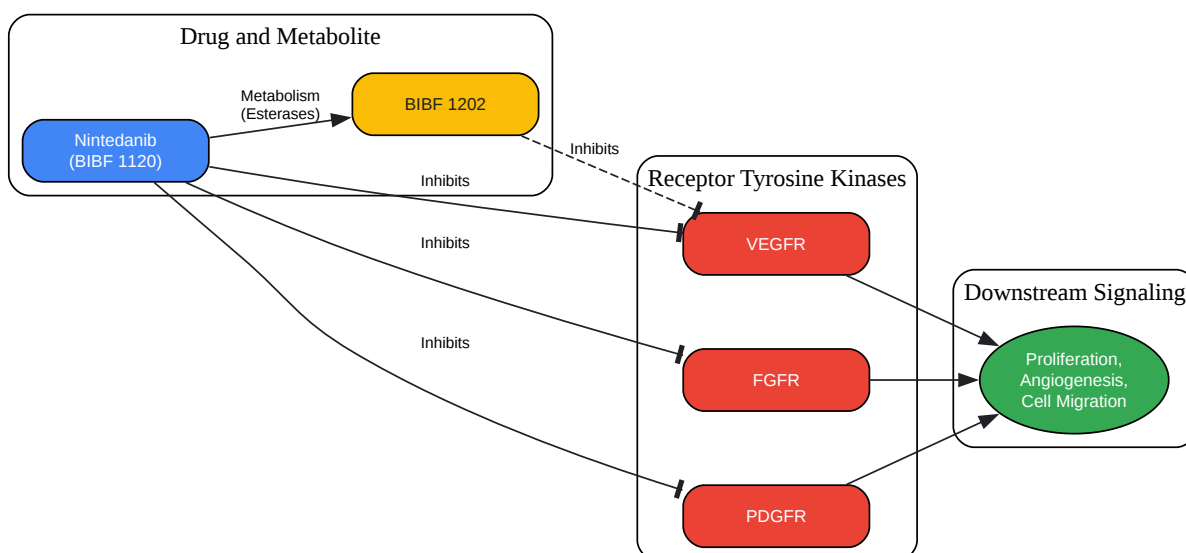 Drug and Metabolite
Metabolism
(Esterases)
BIBF 1202
Nintedanib
(BIBF 1120)
Inhibits
Inhibits
Inhibits
Inhibits
Receptor Tyrosine Kinases
VEGFR
FGFR
PDGFR
Downstream Signaling
Proliferation,
Angiogenesis,
Cell Migration